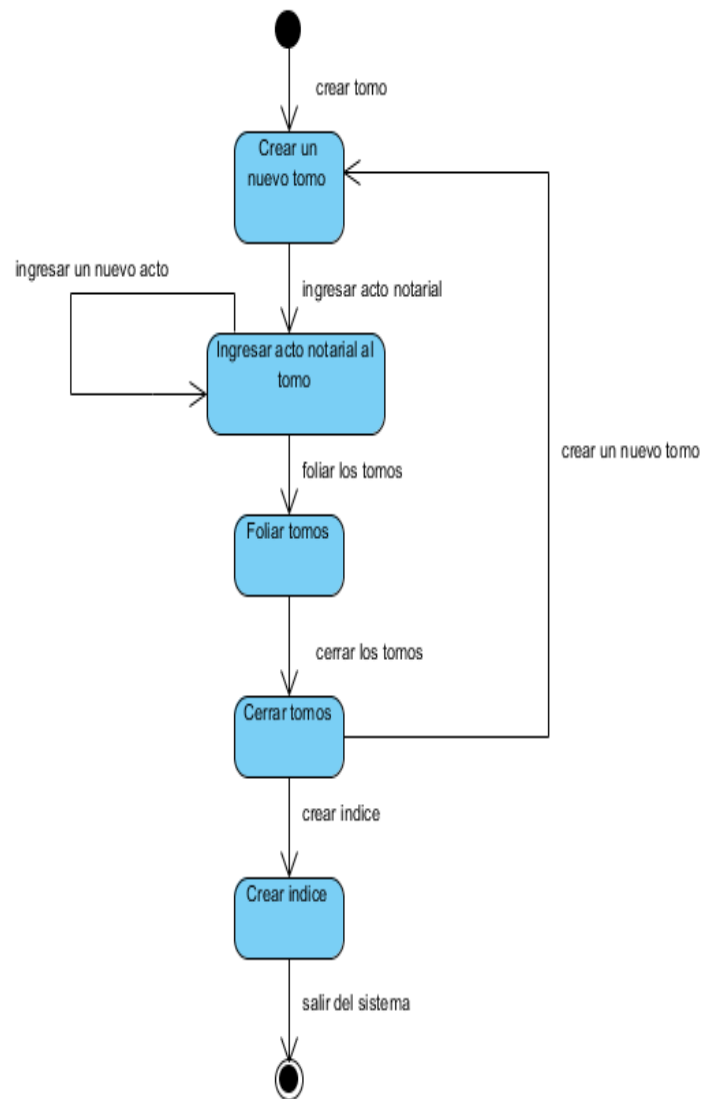 crear tomo
Crear un
nuevo tomo
ingresar un nuevo acto
ingresar acto notarial
Ingresar acto notarial al
tomo
crear un nuevo tomo
foliar los tomos
Foliar tomos
cerrar los tomos
Cerrar tomos
crear indice
Crear indice
salir del sistema